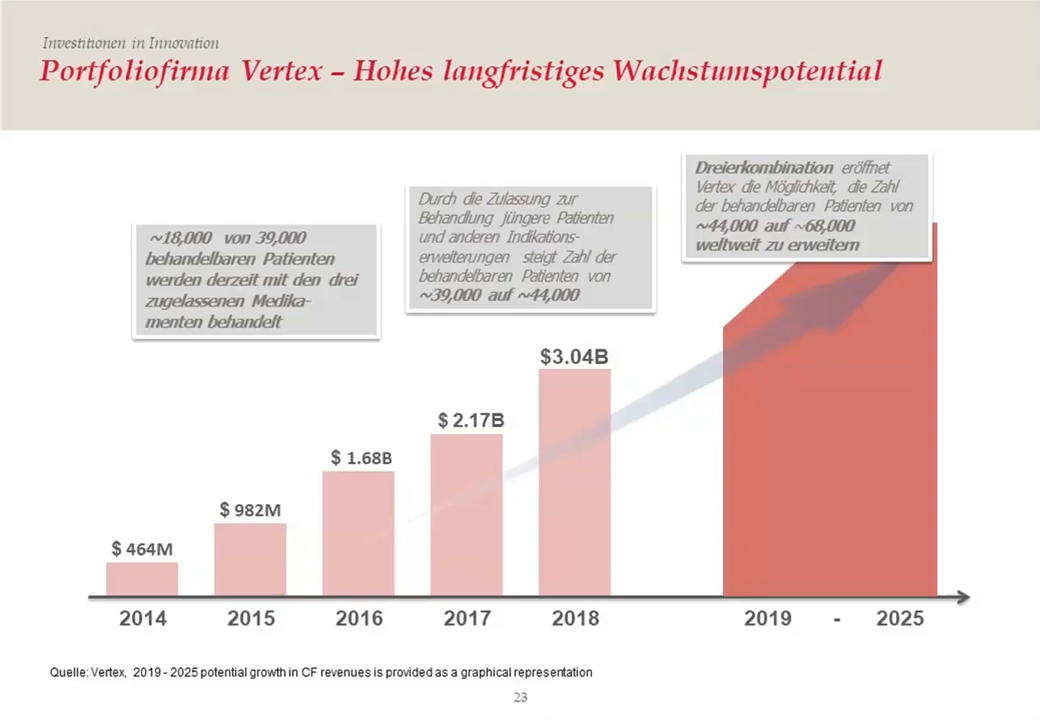 Investitionen in Innovation
Portfoliofirma Vertex – Hohes langfristiges Wachstumspotential
~18,000 von 39,000
behandelbaren Patienten
werden derzeit mit den drei
zugelassenen Medika-
menten behandelt
Durch die Zulassung zur
Behandlung jüngere Patienten
und anderen Indikations-
erweiterungen steigt Zahl der
behandelbaren Patienten von
~39,000 auf ~44,000
Dreierkombination eröffnet
Vertex die Möglichkeit, die Zahl
der behandelbaren Patienten von
~44,000 auf ~68,000
weltweit zu erweitern
$ 464M
$ 982M
$ 1.68B
$ 2.17B
$3.04B
2014 2015 2016 2017 2018 2019 - 2025
Quelle: Vertex, 2019 - 2025 potential growth in CF revenues is provided as a graphical representation
23